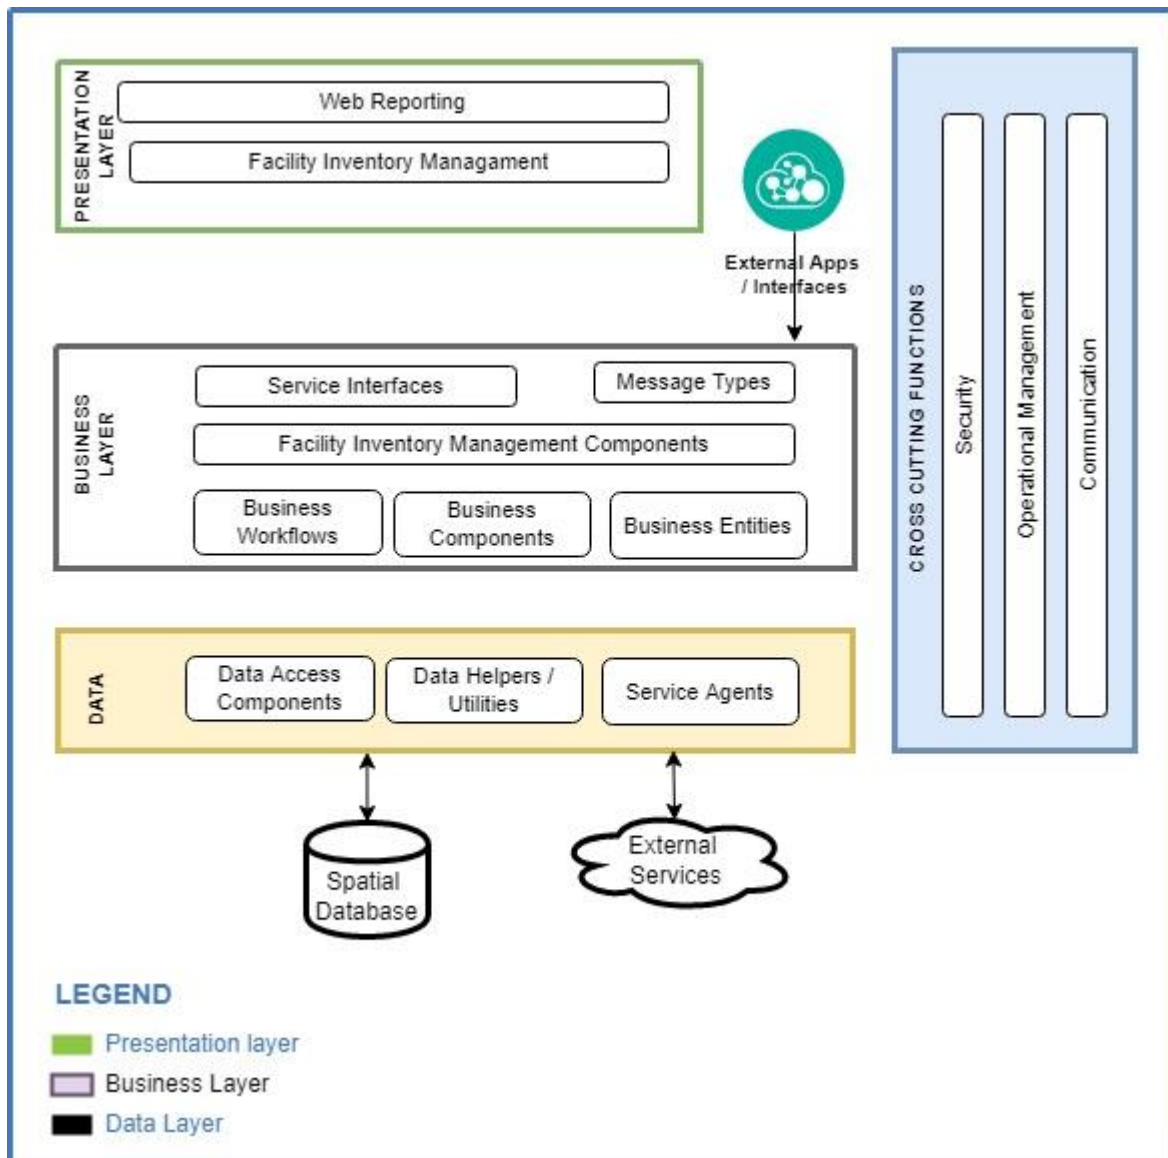 PRESENTATION
LAYER
Web Reporting
Facility Inventory Managament
External Apps
/ Interfaces
BUSINESS
LAYER
Service Interfaces
Message Types
Facility Inventory Management Components
Business
Workflows
Business
Components
Business Entities
DATA
Data Access
Components
Data Helpers /
Utilities
Service Agents
Spatial
Database
External
Services
CROSS CUTTING FUNCTIONS
Security
Operational Management
Communication
LEGEND
Presentation layer
Business Layer
Data Layer